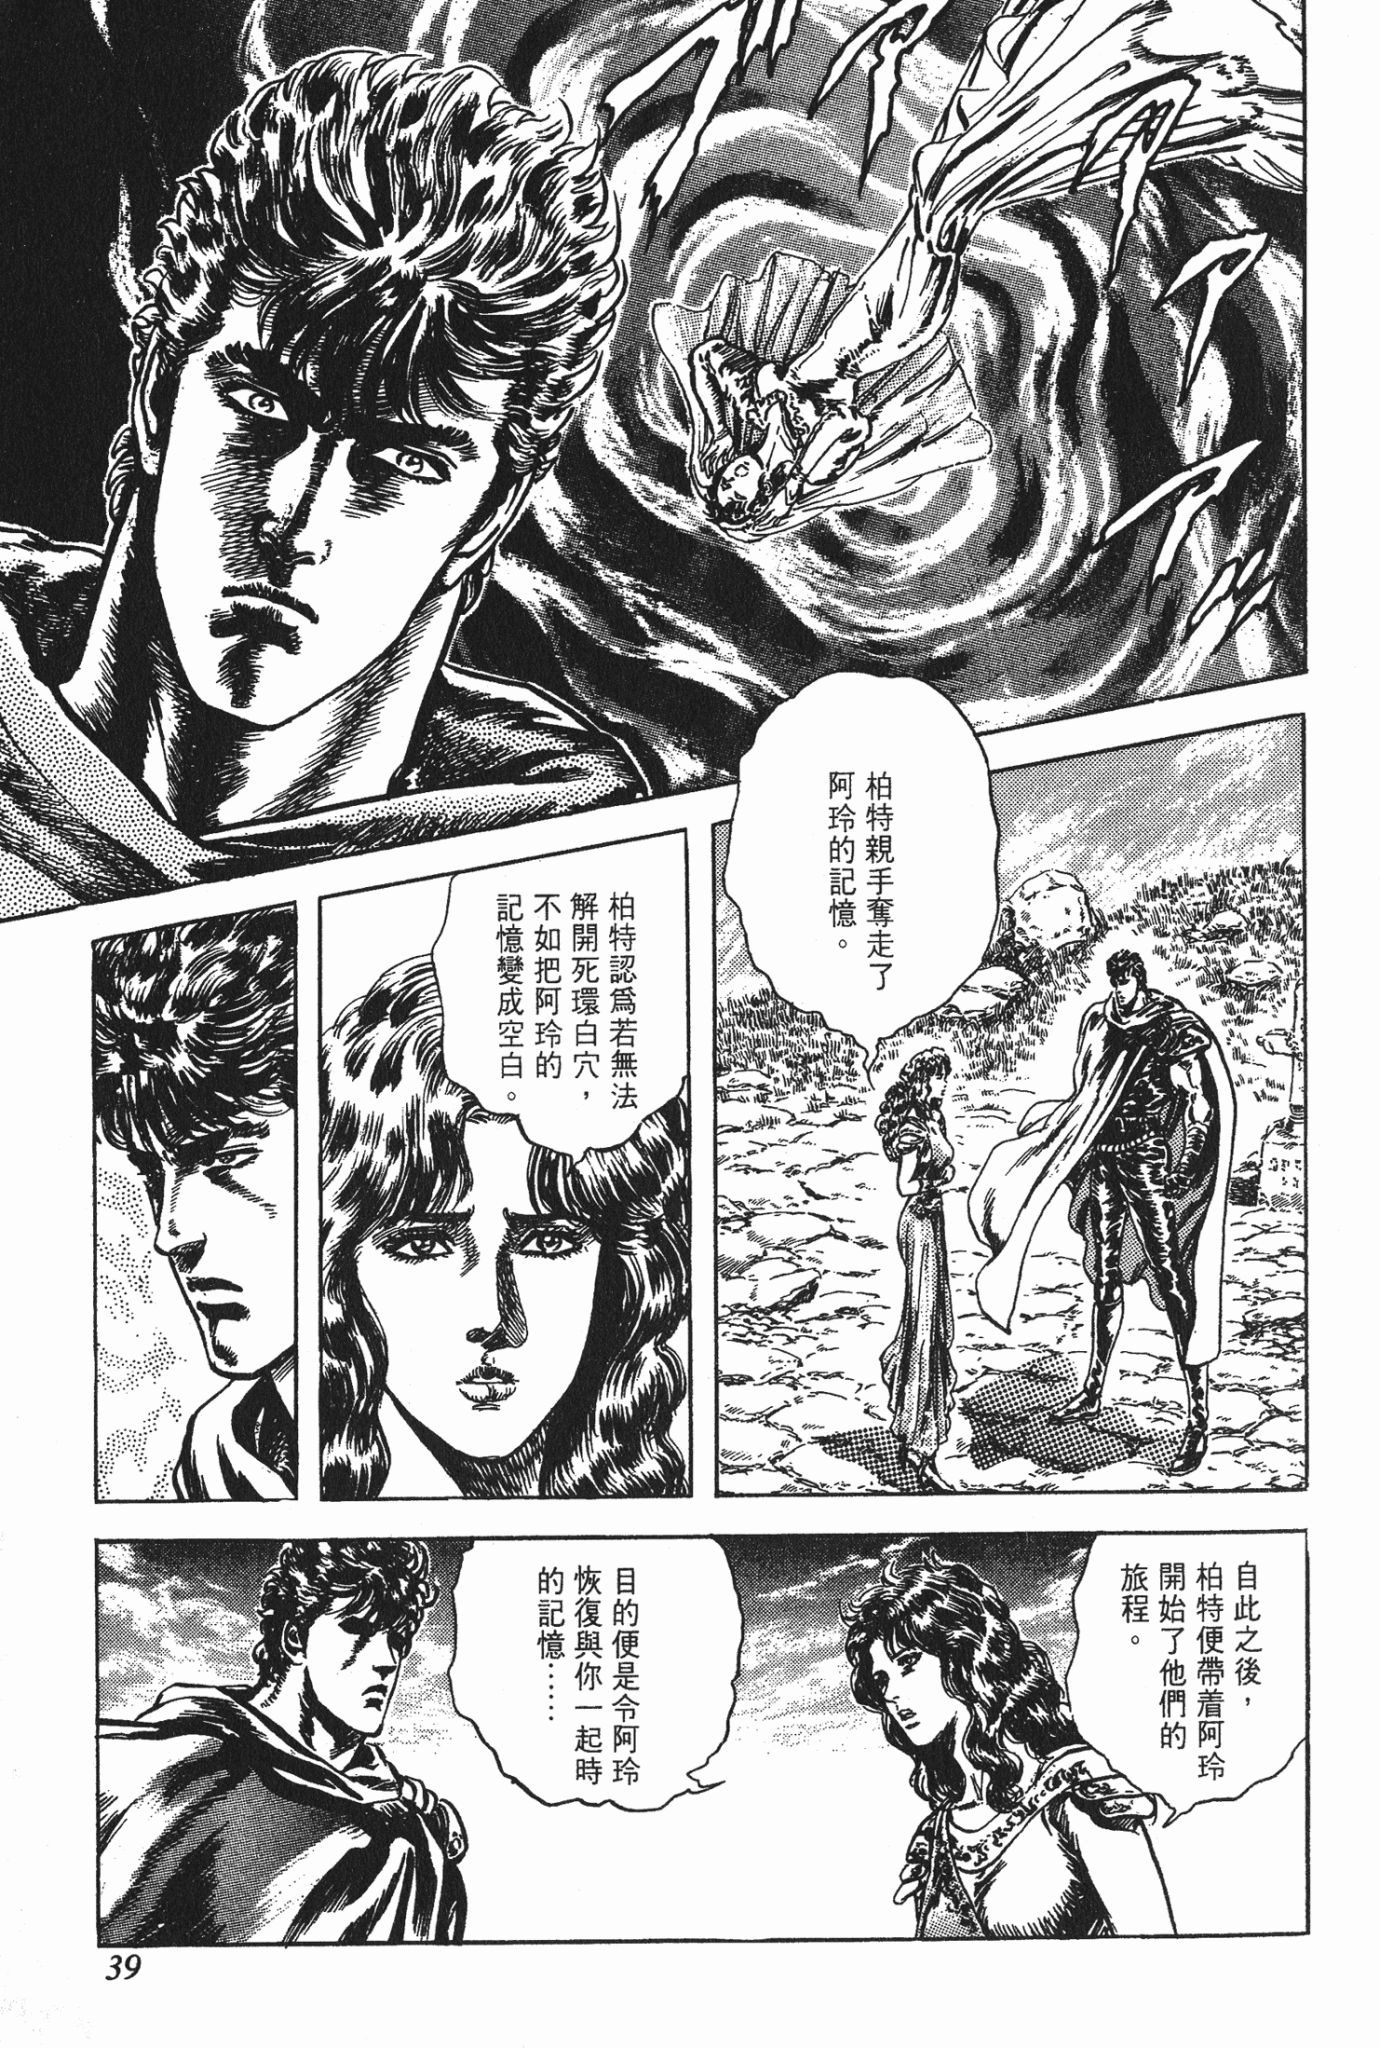 柏特親手奪走了
阿玲的記憶。
柏特認爲若無法
解開死環白穴，
不如把阿玲的
記憶變成空白。
自此之後，
柏特便帶着阿玲
開始了他們的
旅程。
目的便是令阿玲
恢復與你一起時
的記憶……
39